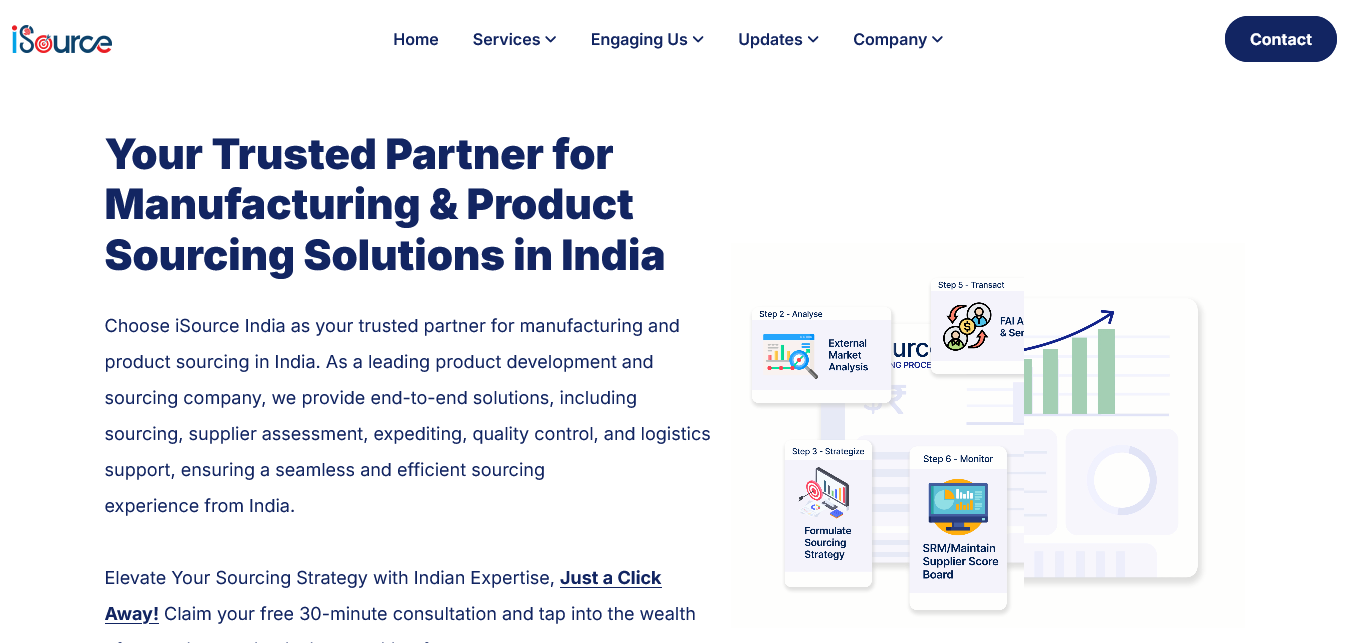 iSource
Home
Services
Engaging Us
Updates
Company
Contact
Your Trusted Partner for
Manufacturing & Product
Sourcing Solutions in India
Choose iSource India as your trusted partner for manufacturing and
product sourcing in India. As a leading product development and
sourcing company, we provide end-to-end solutions, including
sourcing, supplier assessment, expediting, quality control, and logistics
support, ensuring a seamless and efficient sourcing
experience from India.
Elevate Your Sourcing Strategy with Indian Expertise, Just a Click
Away! Claim your free 30-minute consultation and tap into the wealth
Step 2 - Analyse
External
Market
Analysis
Step 5 - Transact
FAI A
& Ser
urc
NG PROCE
$₹
Step 3 - Strategize
Formulate
Sourcing
Strategy
Step 6 - Monitor
SRM/Maintain
Supplier Score
Board